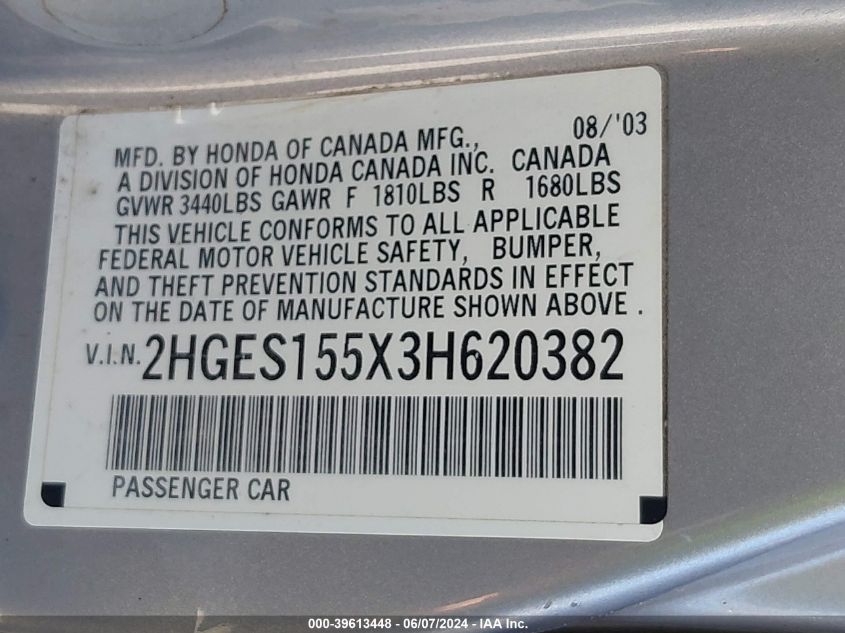 08/'03
MFD. BY HONDA OF CANADA MFG.,
A DIVISION OF HONDA CANADA INC. CANADA
GVWR 3440LBS GAWR F 1810LBS R 1680LBS
THIS VEHICLE CONFORMS TO ALL APPLICABLE
FEDERAL MOTOR VEHICLE SAFETY, BUMPER,
AND THEFT PREVENTION STANDARDS IN EFFECT
ON THE DATE OF MANUFACTURE SHOWN ABOVE .
V.I.N. 2HGES155X3H620382
PASSENGER CAR
000-39613448 - 06/07/2024 - IAA Inc.